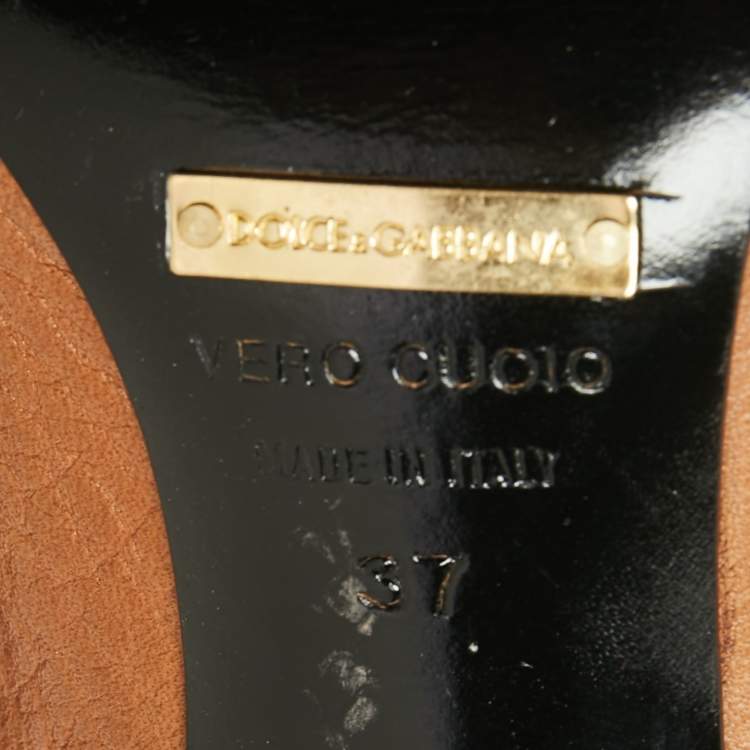 DOLCE&GABBANA
VERO CUOIO
MADE IN ITALY
37